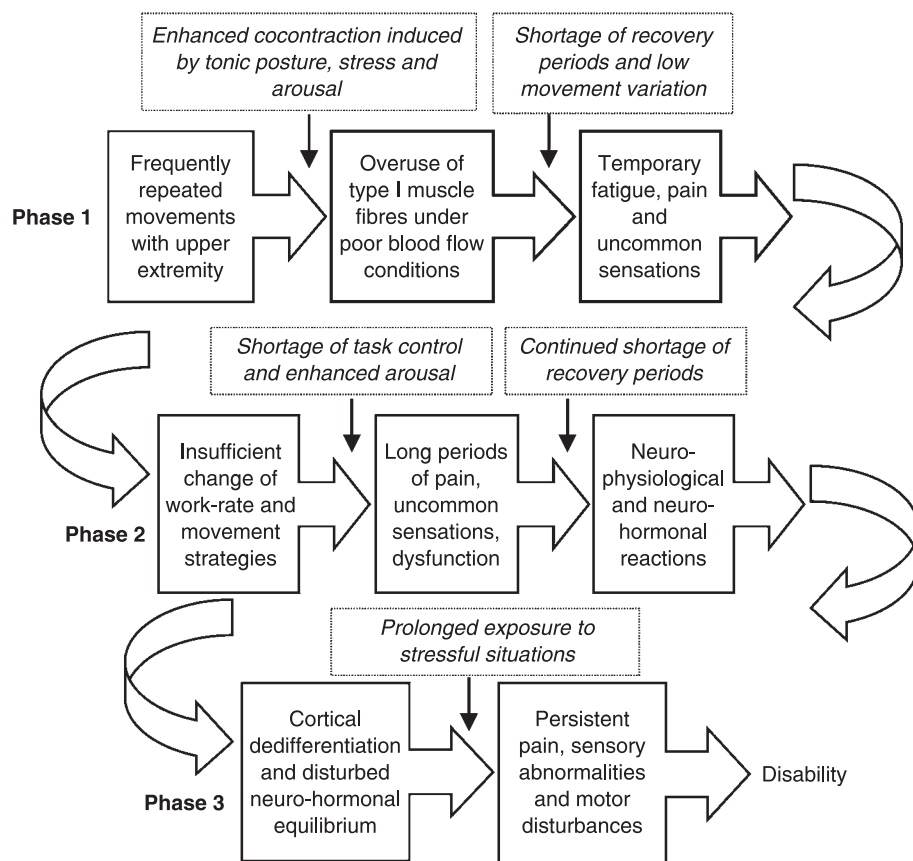 Enhanced cocontraction induced
by tonic posture, stress and
arousal
Shortage of recovery
periods and low
movement variation
Phase 1
Frequently
repeated
movements
with upper
extremity
Overuse of
type I muscle
fibres under
poor blood flow
conditions
Temporary
fatigue, pain
and
uncommon
sensations
Shortage of task control
and enhanced arousal
Continued shortage of
recovery periods
Phase 2
Insufficient
change of
work-rate and
movement
strategies
Long periods
of pain,
uncommon
sensations,
dysfunction
Neuro-
physiological
and neuro-
hormonal
reactions
Prolonged exposure to
stressful situations
Phase 3
Cortical
dedifferentiation
and disturbed
neuro-hormonal
equilibrium
Persistent
pain, sensory
abnormalities
and motor
disturbances
Disability